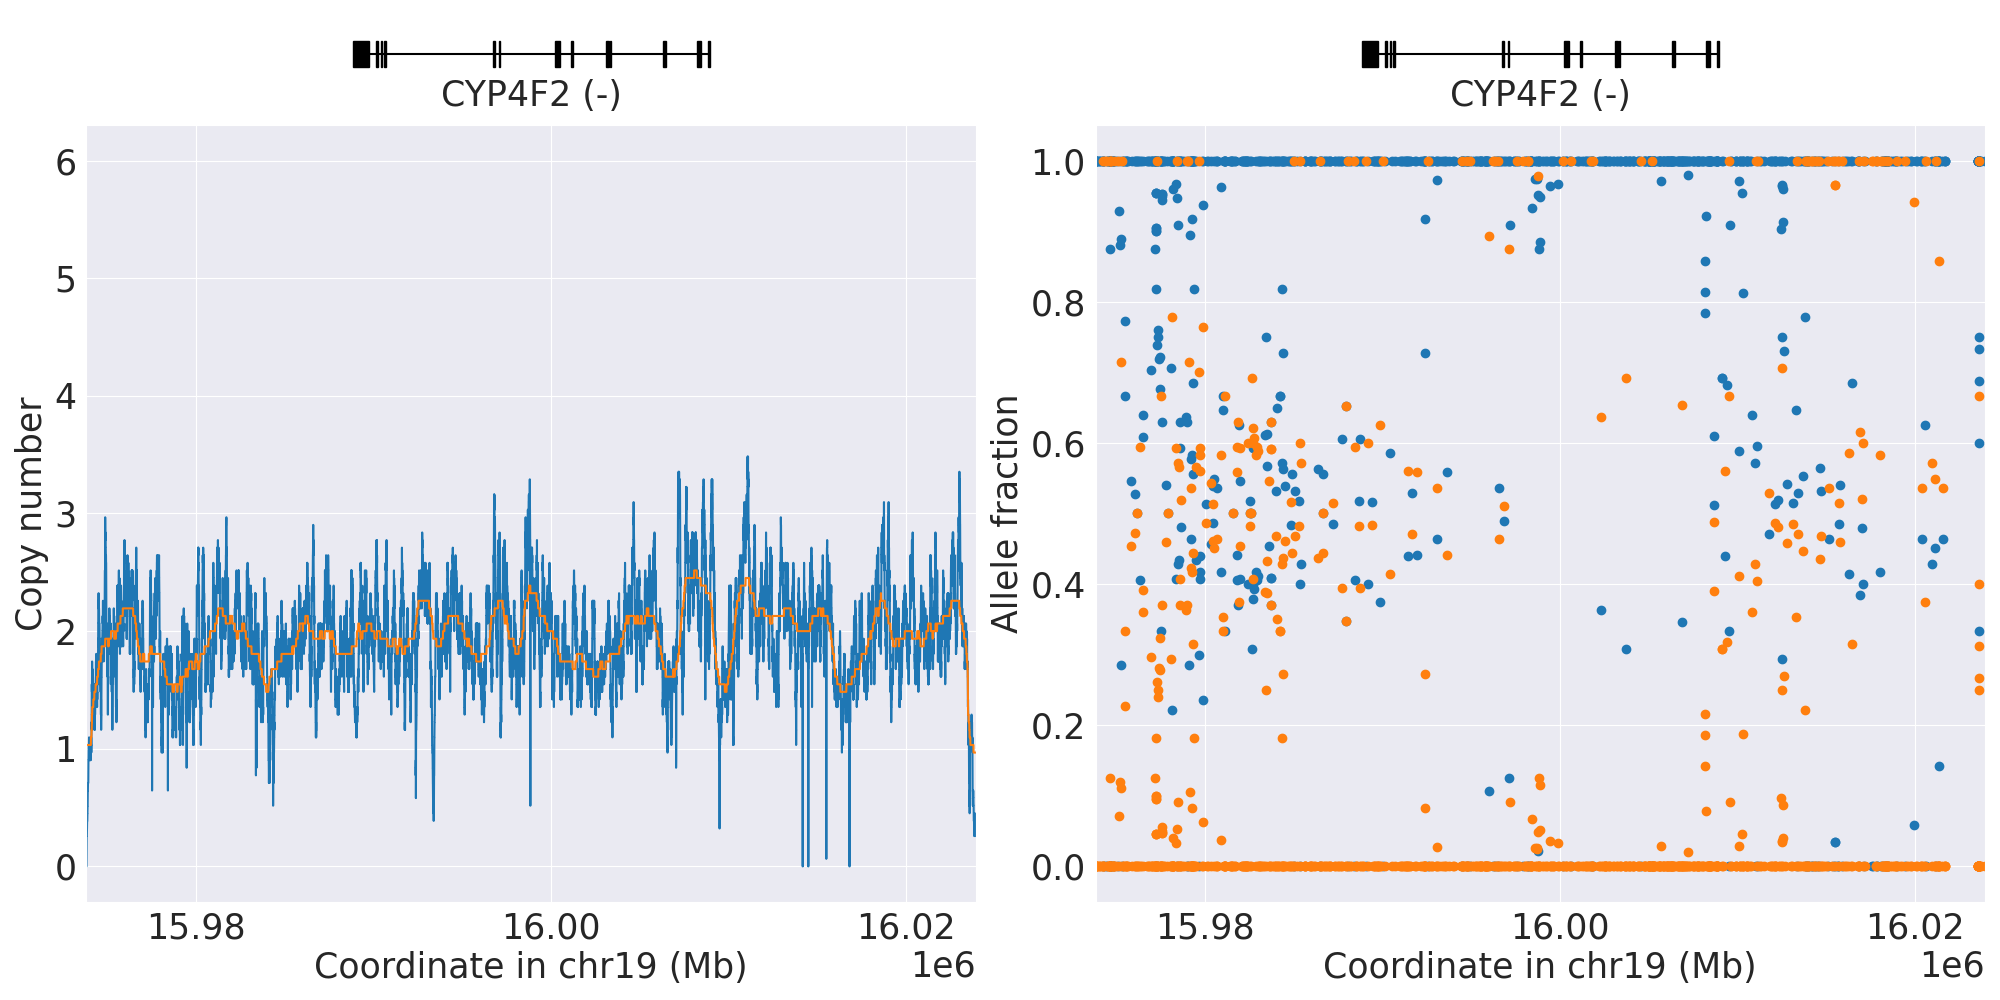 CYP4F2 (-)
6
5
4
3
2
1
0
Copy number
15.98
16.00
16.02
1e6
Coordinate in chr19 (Mb)
CYP4F2 (-)
1.0
0.8
0.6
0.4
0.2
0.0
Allele fraction
15.98
16.00
16.02
1e6
Coordinate in chr19 (Mb)